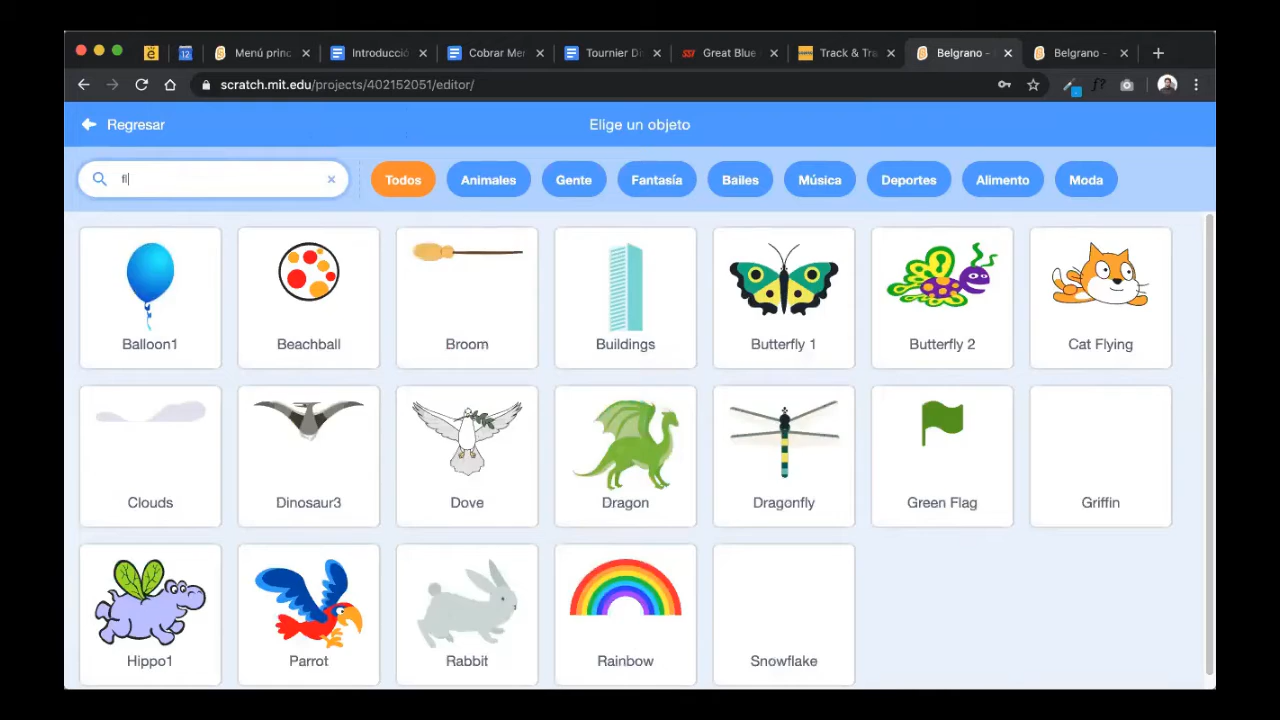 Menú princ
Introducció
Cobrar Mer
Tournier Di
Great Blue
Track & Tra
Belgrano -
Belgrano -
scratch.mit.edu/projects/402152051/editor/
f?
Regresar
Elige un objeto
fl
Todos
Animales
Gente
Fantasía
Bailes
Música
Deportes
Alimento
Moda
Balloon1
Beachball
Broom
Buildings
Butterfly 1
Butterfly 2
Cat Flying
Clouds
Dinosaur3
Dove
Dragon
Dragonfly
Green Flag
Griffin
Hippo1
Parrot
Rabbit
Rainbow
Snowflake